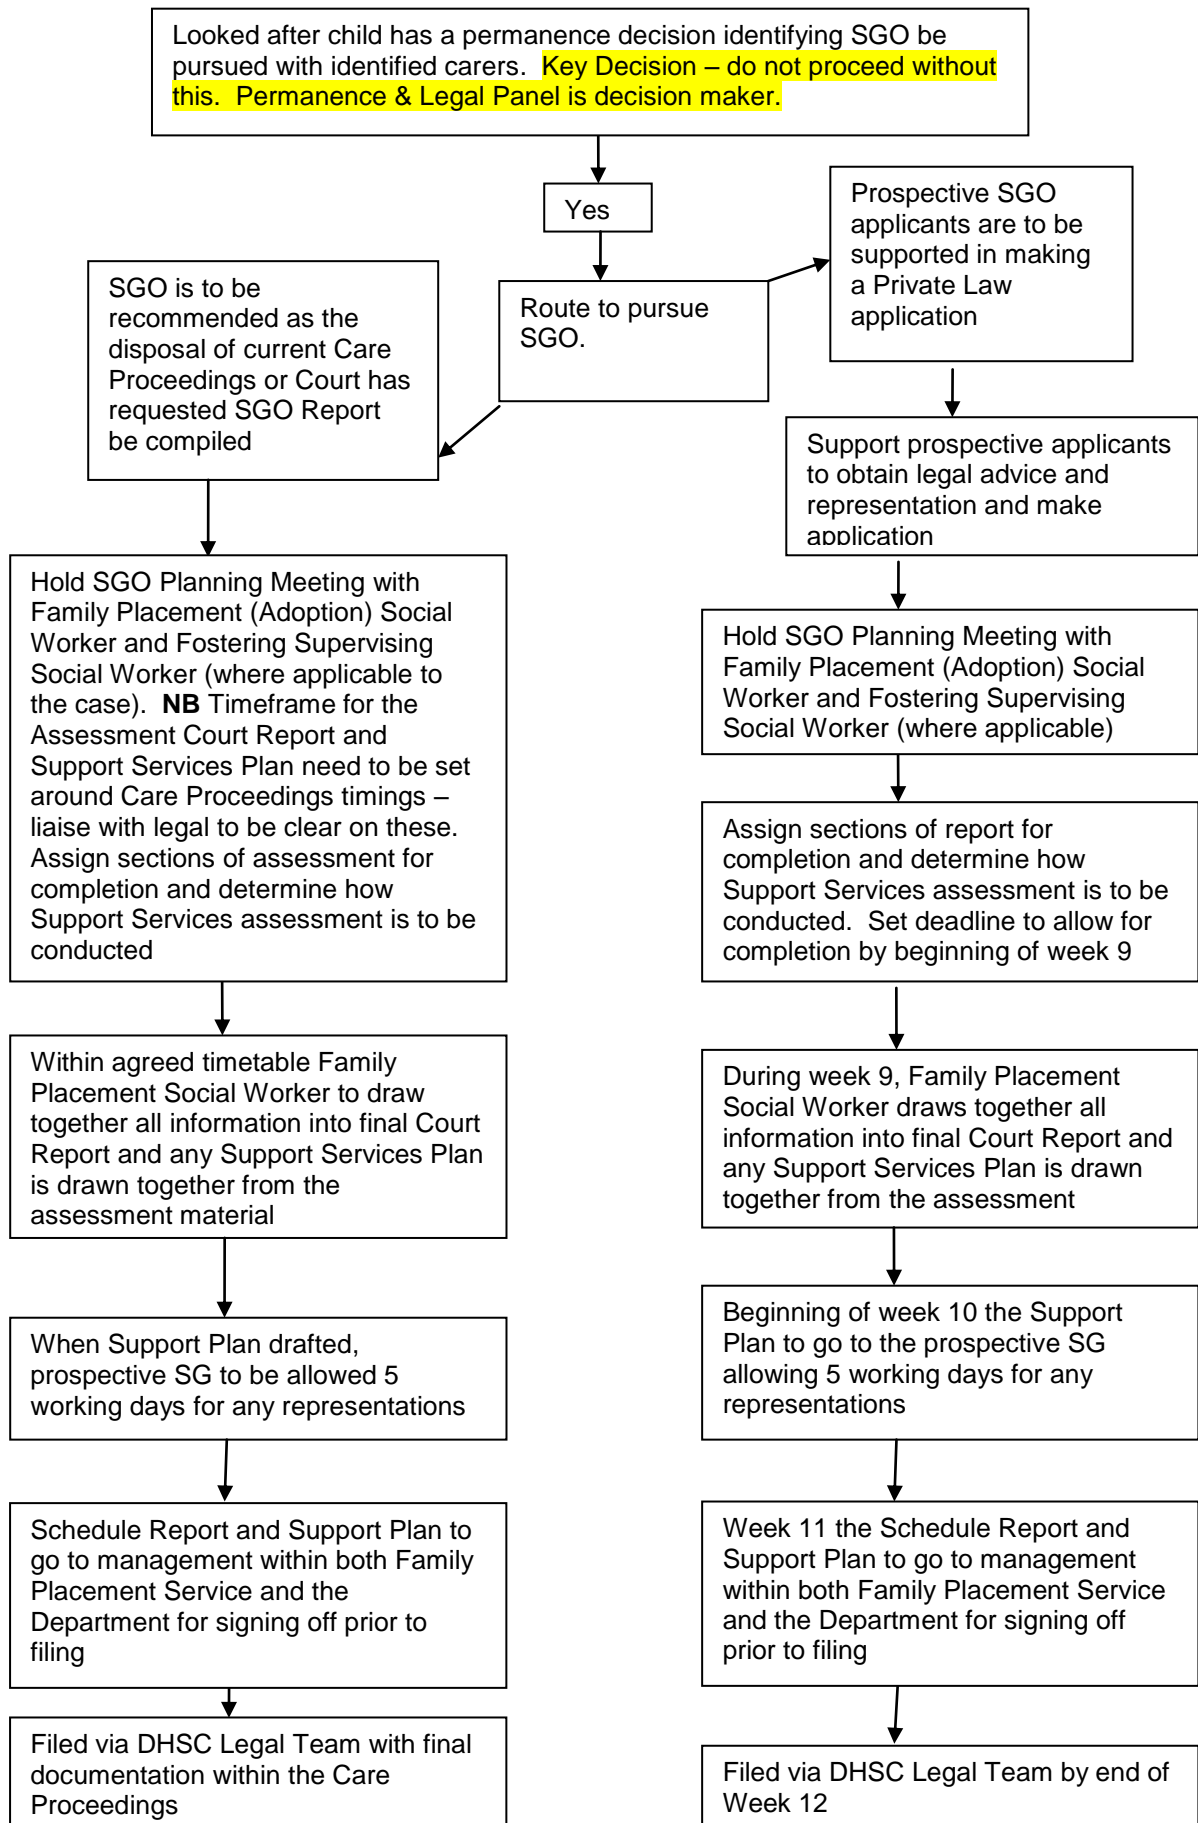 Looked after child has a permanence decision identifying SGO be
pursued with identified carers.  Key Decision – do not proceed without
this.  Permanence & Legal Panel is decision maker.
Yes
Route to pursue
SGO.
SGO is to be
recommended as the
disposal of current Care
Proceedings or Court has
requested SGO Report
be compiled
Hold SGO Planning Meeting with
Family Placement (Adoption) Social
Worker and Fostering Supervising
Social Worker (where applicable to
the case).  NB Timeframe for the
Assessment Court Report and
Support Services Plan need to be set
around Care Proceedings timings –
liaise with legal to be clear on these.
Assign sections of assessment for
completion and determine how
Support Services assessment is to be
conducted
Within agreed timetable Family
Placement Social Worker to draw
together all information into final Court
Report and any Support Services Plan
is drawn together from the
assessment material
When Support Plan drafted,
prospective SG to be allowed 5
working days for any representations
Schedule Report and Support Plan to
go to management within both Family
Placement Service and the
Department for signing off prior to
filing
Filed via DHSC Legal Team with final
documentation within the Care
Proceedings
Prospective SGO
applicants are to be
supported in making
a Private Law
application
Support prospective applicants
to obtain legal advice and
representation and make
application
Hold SGO Planning Meeting with
Family Placement (Adoption) Social
Worker and Fostering Supervising
Social Worker (where applicable)
Assign sections of report for
completion and determine how
Support Services assessment is to be
conducted.  Set deadline to allow for
completion by beginning of week 9
During week 9, Family Placement
Social Worker draws together all
information into final Court Report and
any Support Services Plan is drawn
together from the assessment
Beginning of week 10 the Support
Plan to go to the prospective SG
allowing 5 working days for any
representations
Week 11 the Schedule Report and
Support Plan to go to management
within both Family Placement Service
and the Department for signing off
prior to filing
Filed via DHSC Legal Team by end of
Week 12